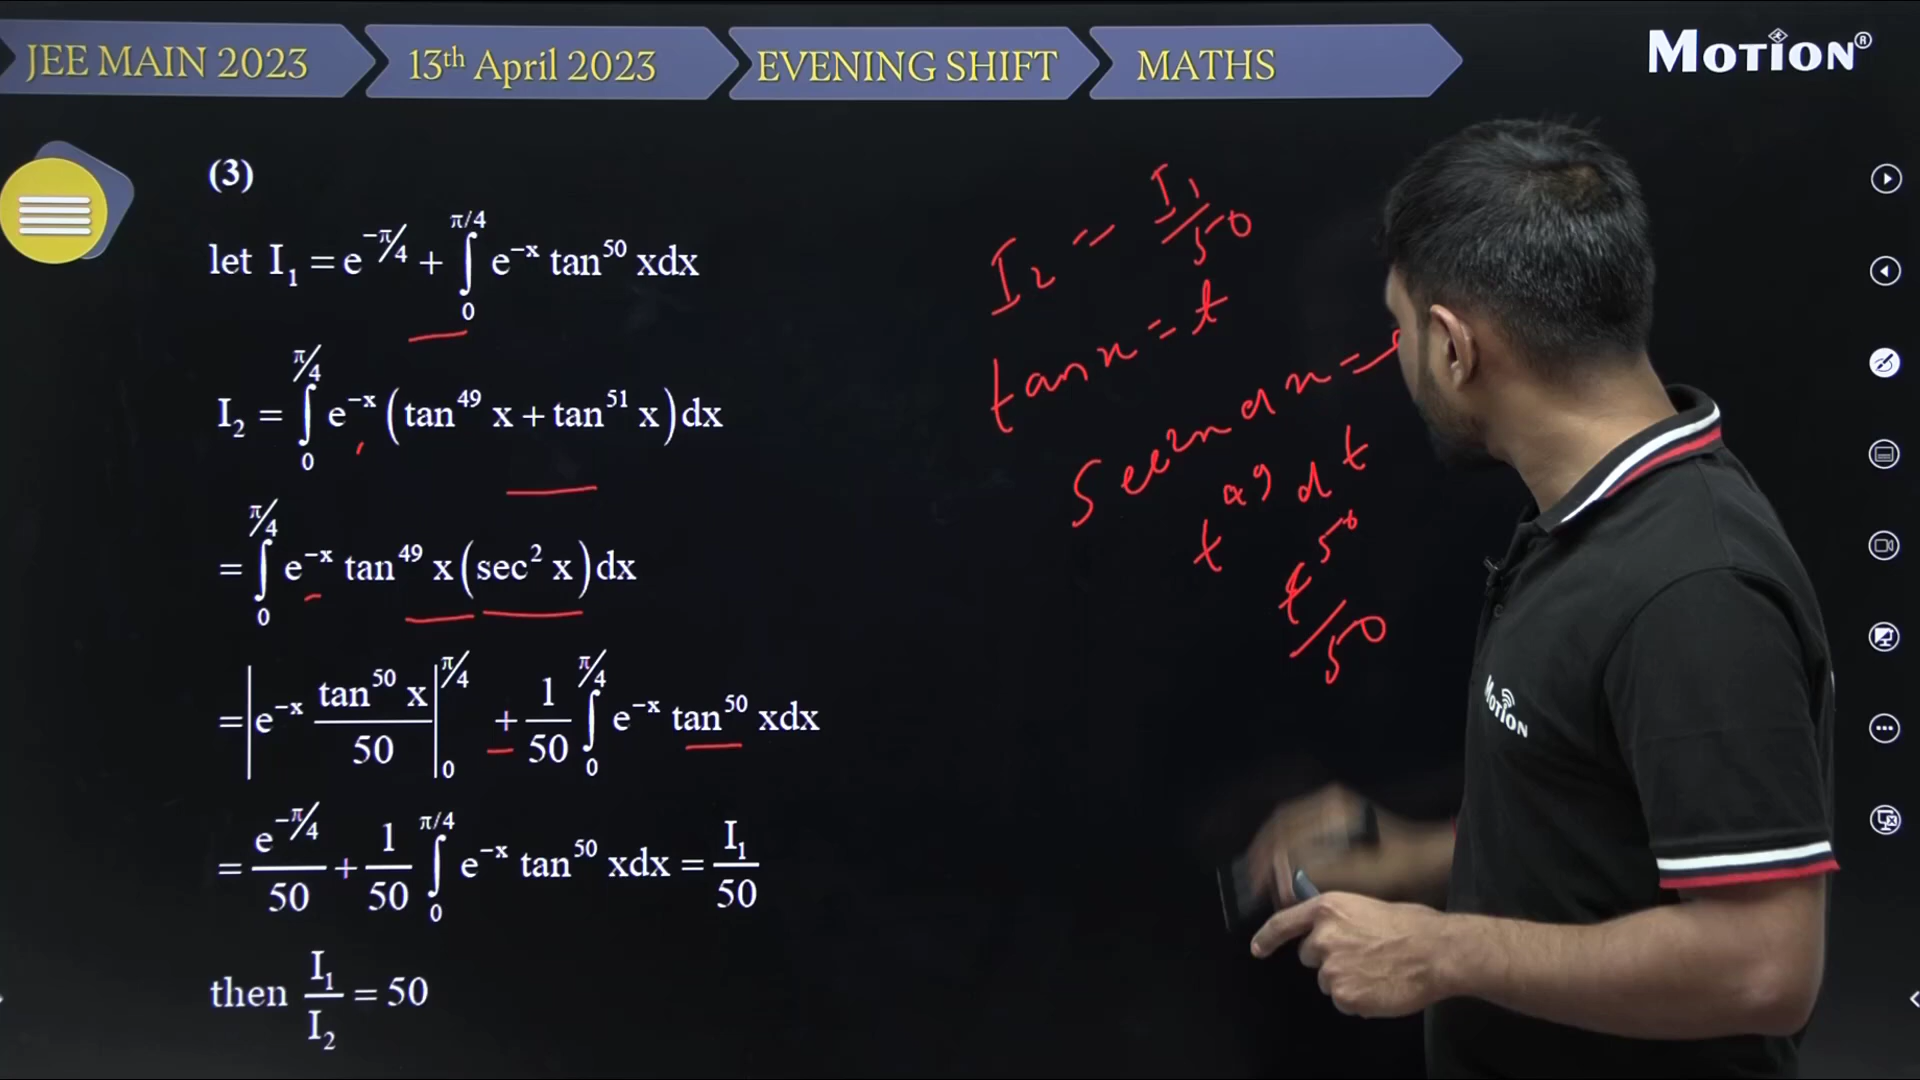 JEE MAIN 2023
13th April 2023
EVENING SHIFT
MATHS
MOTION®
(3)
let I₁ = e^(-π/4) + ∫₀^(π/4) e^(-x) tan⁵⁰ xdx
I₂ = ∫₀^(π/4) e^(-x) (tan⁴⁹ x + tan⁵¹ x) dx
= ∫₀^(π/4) e^(-x) tan⁴⁹ x (sec² x) dx
= |e^(-x) tan⁵⁰ x / 50|₀^(π/4) + 1/50 ∫₀^(π/4) e^(-x) tan⁵⁰ xdx
= e^(-π/4)/50 + 1/50 ∫₀^(π/4) e^(-x) tan⁵⁰ xdx = I₁/50
then I₁/I₂ = 50
I₂ = I₁/50
tan x = t
sec²x dx =
t⁴⁹ dt
t⁵⁰/50
MOTION